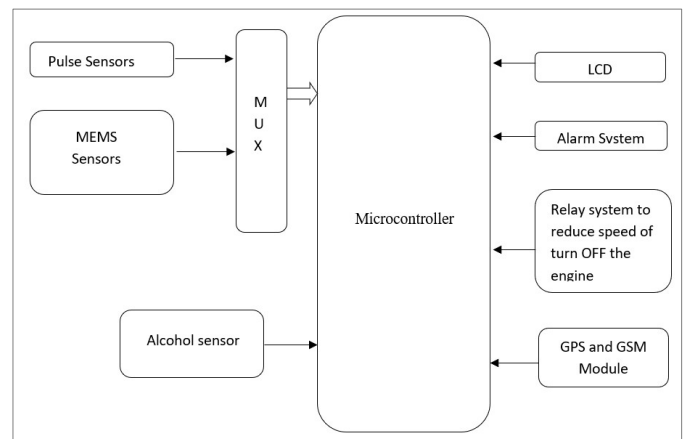 Pulse Sensors
MEMS
Sensors
M
U
X
Alcohol sensor
Microcontroller
LCD
Alarm System
Relay system to
reduce speed of
turn OFF the
engine
GPS and GSM
Module